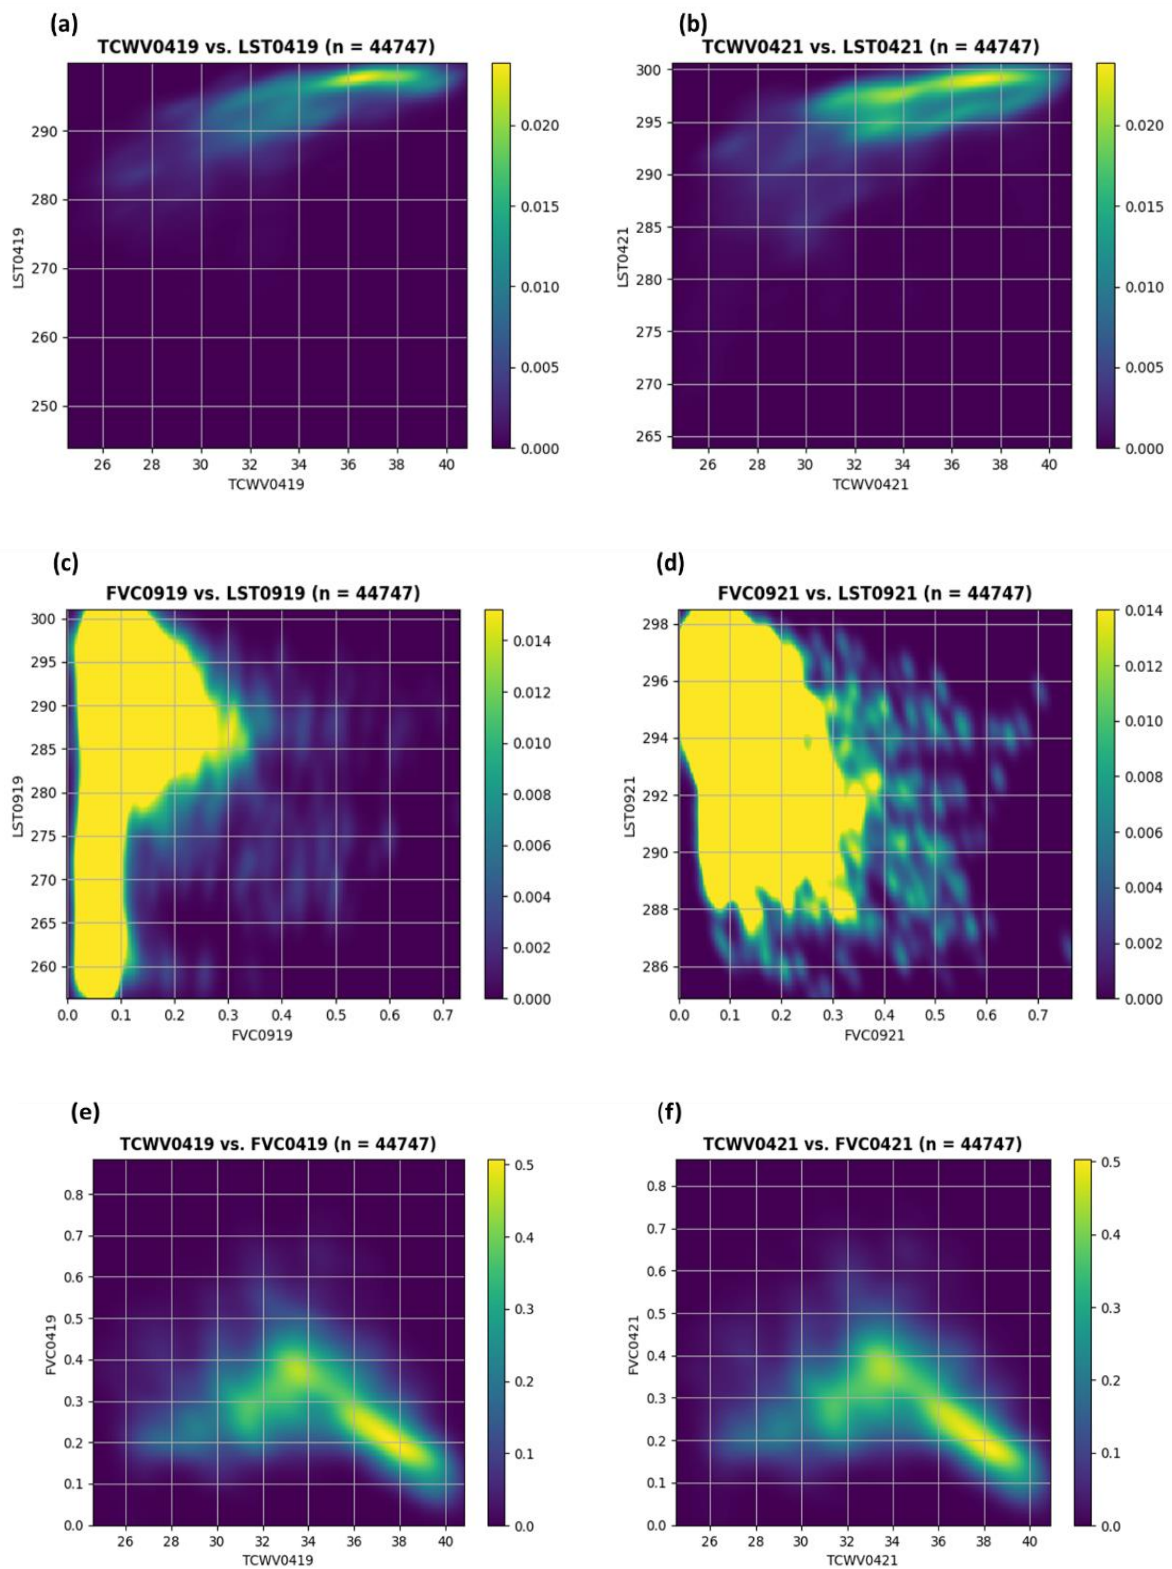 (a)
TCWV0419 vs. LST0419 (n = 44747)
290
280
270
260
250
LST0419
26 28 30 32 34 36 38 40
TCWV0419
0.020
0.015
0.010
0.005
0.000
(b)
TCWV0421 vs. LST0421 (n = 44747)
300
295
290
285
280
275
270
265
LST0421
26 28 30 32 34 36 38 40
TCWV0421
0.020
0.015
0.010
0.005
0.000
(c)
FVC0919 vs. LST0919 (n = 44747)
300
295
290
285
280
275
270
265
260
LST0919
0.0 0.1 0.2 0.3 0.4 0.5 0.6 0.7
FVC0919
0.014
0.012
0.010
0.008
0.006
0.004
0.002
0.000
(d)
FVC0921 vs. LST0921 (n = 44747)
298
296
294
292
290
288
286
LST0921
0.0 0.1 0.2 0.3 0.4 0.5 0.6 0.7
FVC0921
0.014
0.012
0.010
0.008
0.006
0.004
0.002
0.000
(e)
TCWV0419 vs. FVC0419 (n = 44747)
0.8
0.7
0.6
0.5
0.4
0.3
0.2
0.1
0.0
FVC0419
26 28 30 32 34 36 38 40
TCWV0419
0.5
0.4
0.3
0.2
0.1
0.0
(f)
TCWV0421 vs. FVC0421 (n = 44747)
0.8
0.7
0.6
0.5
0.4
0.3
0.2
0.1
0.0
FVC0421
26 28 30 32 34 36 38 40
TCWV0421
0.5
0.4
0.3
0.2
0.1
0.0